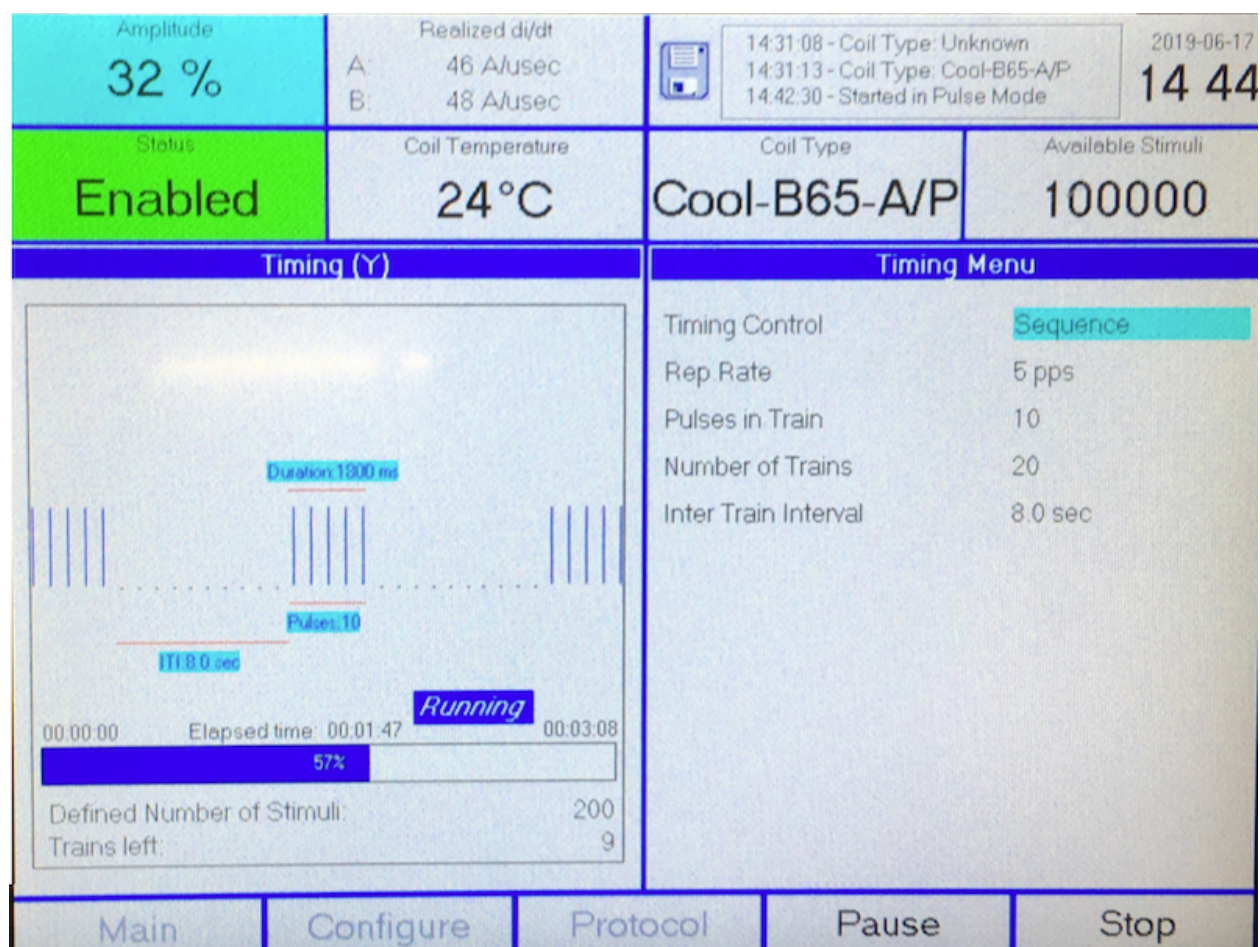 Amplitude
32 %
Realized di/dt
A: 46 A/usec
B: 48 A/usec
14:31:08 - Coil Type: Unknown
14:31:13 - Coil Type: Cool-B65-A/P
14:42:30 - Started in Pulse Mode
2019-06-17
14 44
Status
Enabled
Coil Temperature
24°C
Coil Type
Cool-B65-A/P
Available Stimuli
100000
Timing (Y)
Duration:1800 ms
Pulses:10
ITI:8.0 sec
Running
00:00:00 Elapsed time: 00:01:47 00:03:08
57%
Defined Number of Stimuli: 200
Trains left: 9
Timing Menu
Timing Control Sequence
Rep.Rate 5 pps
Pulses in Train 10
Number of Trains 20
Inter Train Interval 8.0 sec
Main Configure Protocol Pause Stop